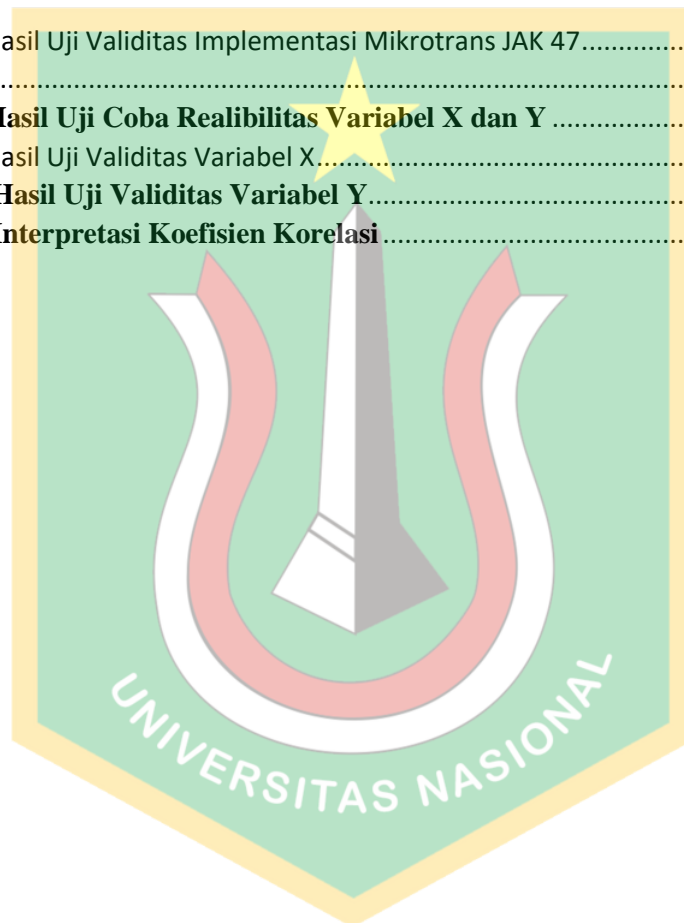 asil Uji Validitas Implementasi Mikrotrans JAK 47..............
................................................................................
Hasil Uji Coba Realibilitas Variabel X dan Y ...................
asil Uji Validitas Variabel X.............................................
Hasil Uji Validitas Variabel Y.......................................
Interpretasi Koefisien Korelasi .....................................
UNIVERSITAS NASIONAL